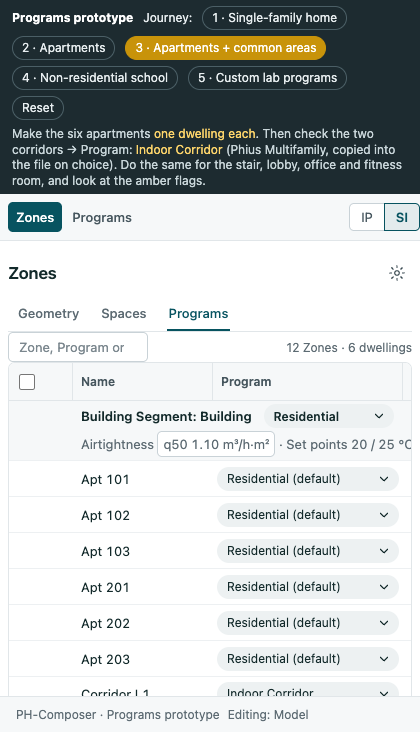 Programs prototype Journey: 1 · Single-family home
2 · Apartments 3 · Apartments + common areas
4 · Non-residential school 5 · Custom lab programs
Reset
Make the six apartments one dwelling each. Then check the two
corridors → Program: Indoor Corridor (Phius Multifamily, copied into
the file on choice). Do the same for the stair, lobby, office and fitness
room, and look at the amber flags.
Zones Programs IP SI
Zones
Geometry Spaces Programs
Zone, Program or 12 Zones · 6 dwellings
Name Program
Building Segment: Building Residential
Airtightness q50 1.10 m³/h·m² · Set points 20 / 25 °C
Apt 101 Residential (default)
Apt 102 Residential (default)
Apt 103 Residential (default)
Apt 201 Residential (default)
Apt 202 Residential (default)
Apt 203 Residential (default)
Corridor L1 Indoor Corridor
PH-Composer · Programs prototype Editing: Model